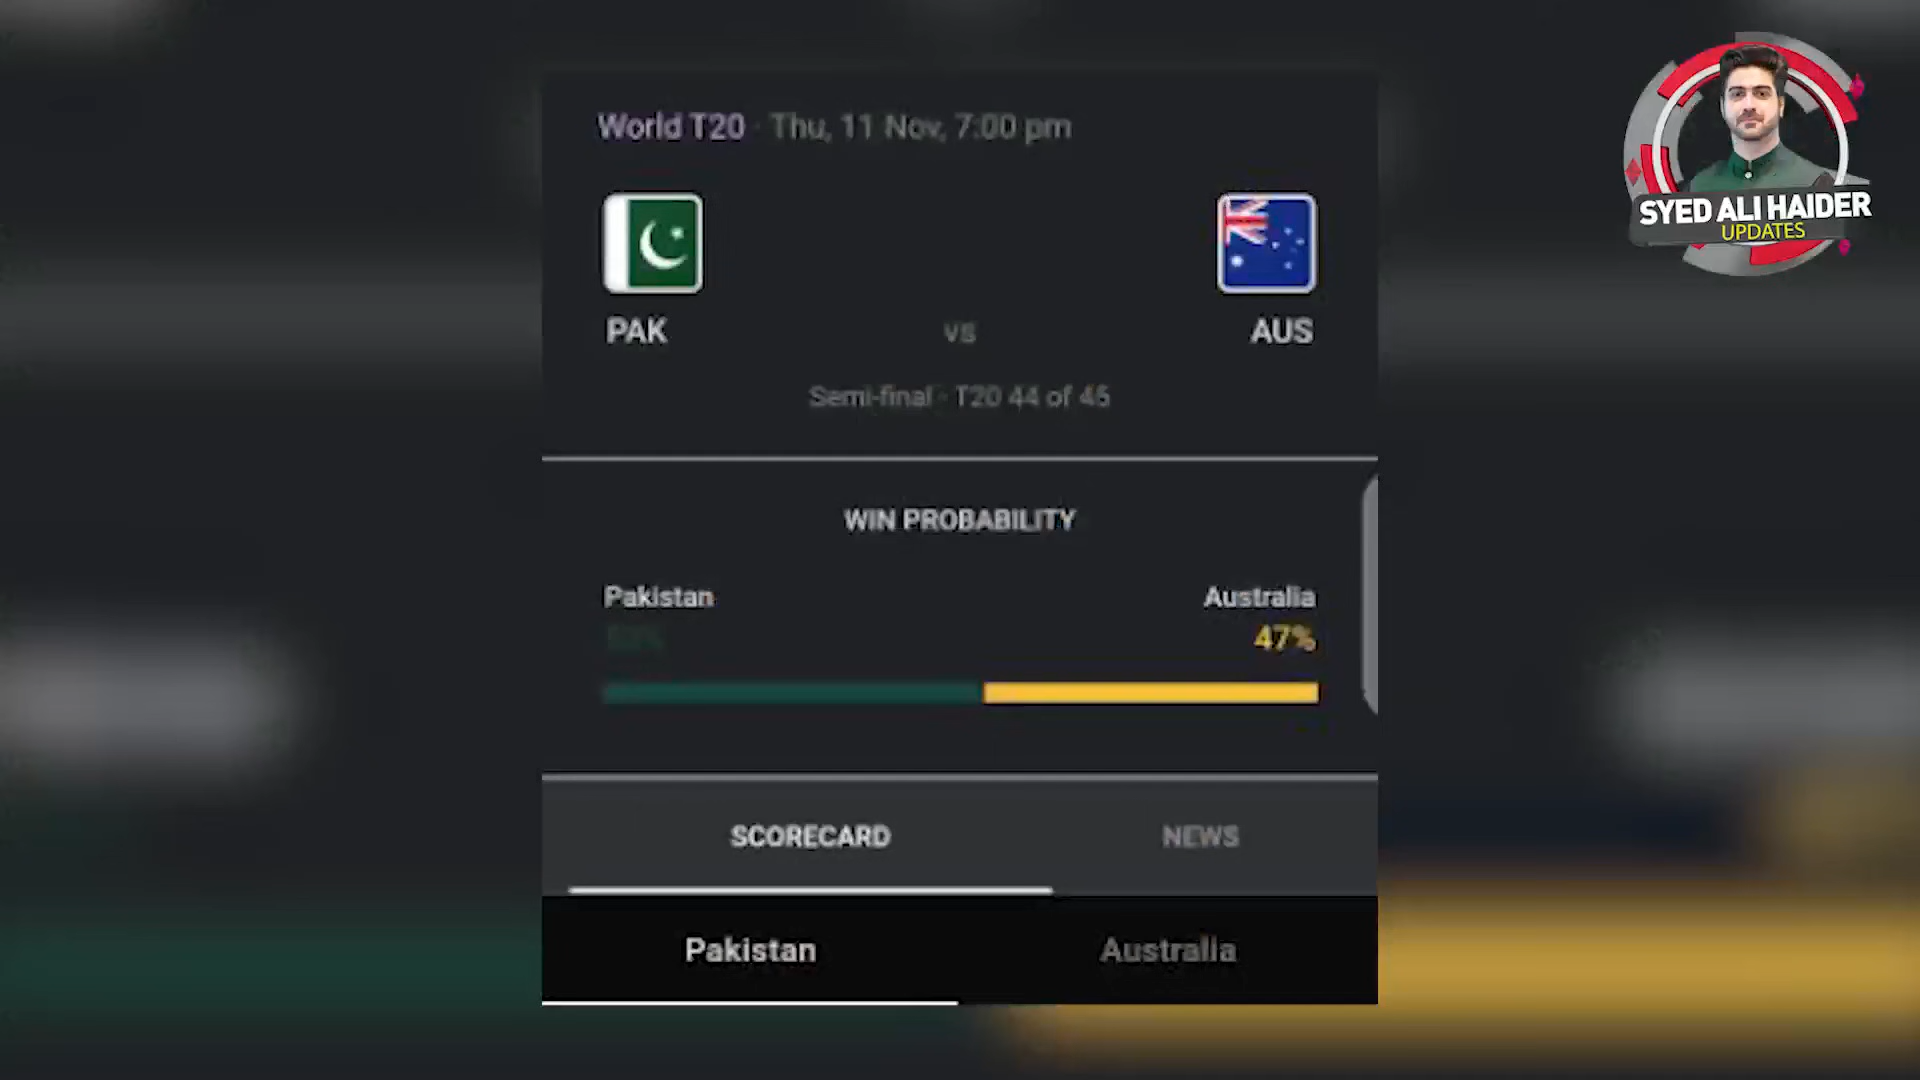 World T20 · Thu, 11 Nov, 7:00 pm
SYED ALI HAIDER
UPDATES
PAK
vs
AUS
Semi-final · T20 44 of 45
WIN PROBABILITY
Pakistan
Australia
53%
47%
SCORECARD
NEWS
Pakistan
Australia